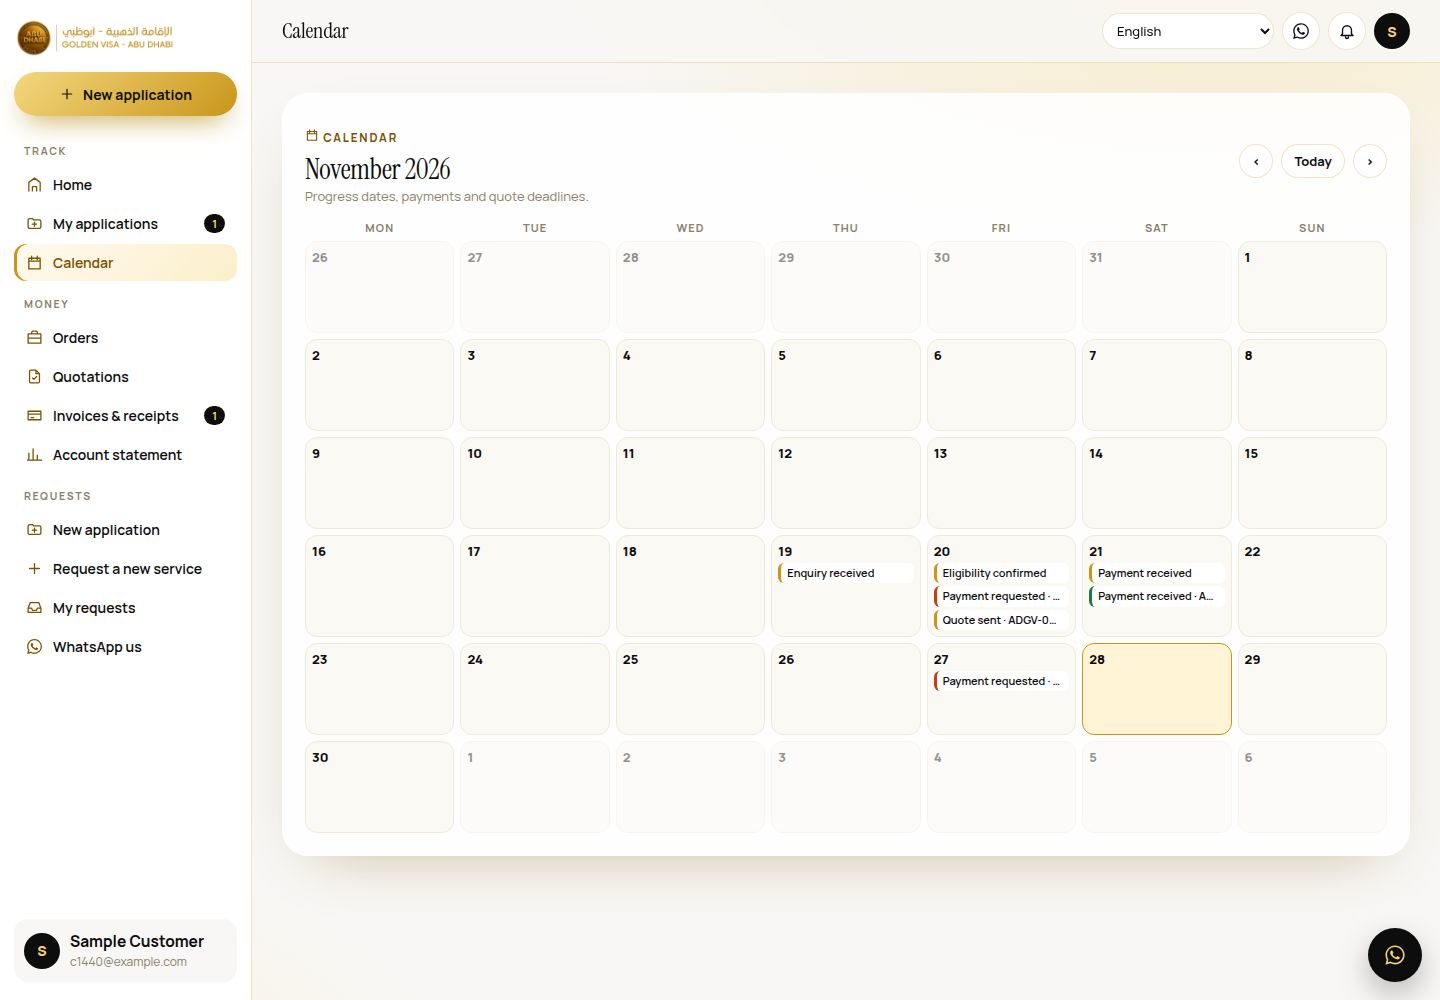 ABU DHABI
الإقامة الذهبية - ابوظبي
GOLDEN VISA - ABU DHABI
Calendar
English
S
New application
TRACK
Home
My applications 1
Calendar
MONEY
Orders
Quotations
Invoices & receipts 1
Account statement
REQUESTS
New application
Request a new service
My requests
WhatsApp us
S
Sample Customer
c1440@example.com
CALENDAR
November 2026
Progress dates, payments and quote deadlines.
‹ Today ›
MON TUE WED THU FRI SAT SUN
26 27 28 29 30 31 1
2 3 4 5 6 7 8
9 10 11 12 13 14 15
16 17 18 19 20 21 22
Enquiry received Eligibility confirmed Payment received
Payment requested · ... Payment received · A...
Quote sent · ADGV-0...
23 24 25 26 27 28 29
Payment requested · ...
30 1 2 3 4 5 6